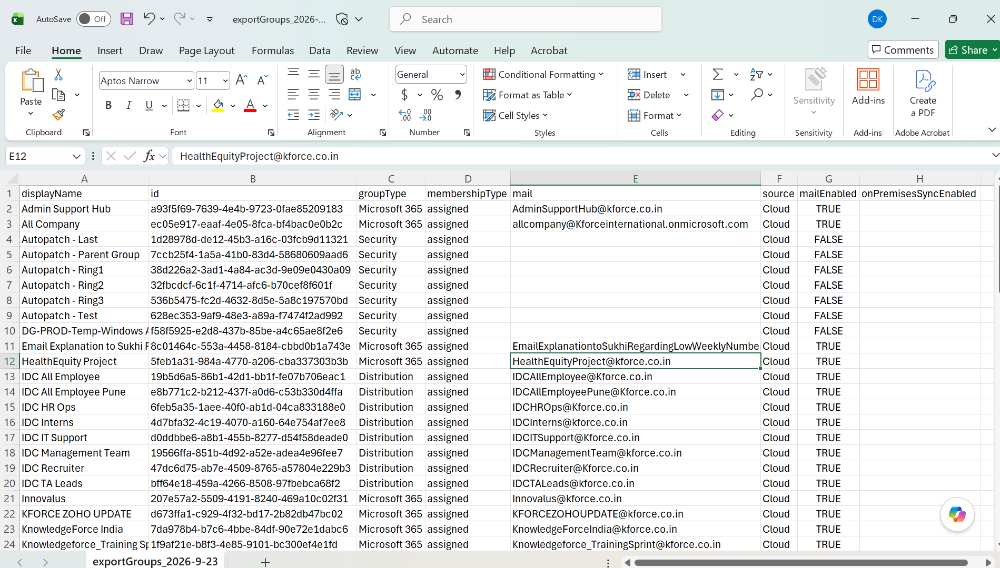 AutoSave Off exportGroups_2026-... Search DK
File Home Insert Draw Page Layout Formulas Data Review View Automate Help Acrobat Comments Share
Paste
Clipboard
Aptos Narrow 11
B I U A
Font
ab
Alignment
General
$ % 9
.00 .00
Number
Conditional Formatting
Format as Table
Cell Styles
Styles
Insert
Delete
Format
Cells
Editing
Sensitivity
Sensitivity
Add-ins
Add-ins
Create
a PDF
Adobe Acrobat
E12 fx HealthEquityProject@kforce.co.in
A B C D E F G H
1 displayName id groupType membershipType mail source mailEnabled onPremisesSyncEnabled
2 Admin Support Hub a93f5f69-7639-4e4b-9723-0fae85209183 Microsoft 365 assigned AdminSupportHub@kforce.co.in Cloud TRUE
3 All Company ec05e917-eaaf-4e05-8fca-bf4bac0e0b2c Microsoft 365 assigned allcompany@Kforceinternational.onmicrosoft.com Cloud TRUE
4 Autopatch - Last 1d28978d-de12-45b3-a16c-03fcb9d11321 Security assigned Cloud FALSE
5 Autopatch - Parent Group 7ccb25f4-1a5a-41b0-83d4-58680609aad6 Security assigned Cloud FALSE
6 Autopatch - Ring1 38d226a2-3ad1-4a84-ac3d-9e09e0430a09 Security assigned Cloud FALSE
7 Autopatch - Ring2 32fbcdcf-6c1f-4714-afc6-b70cef8f601f Security assigned Cloud FALSE
8 Autopatch - Ring3 536b5475-fc2d-4632-8d5e-5a8c197570bd Security assigned Cloud FALSE
9 Autopatch - Test 628ec353-9af9-48e3-a89a-f7474f2ad992 Security assigned Cloud FALSE
10 DG-PROD-Temp-Windows A f58f5925-e2d8-437b-85be-a4c65ae8f2e6 Security assigned Cloud FALSE
11 Email Explanation to Sukhi 8c01464c-553a-4458-8184-cbbd0b1a743e Microsoft 365 assigned EmailExplanationtoSukhiRegardingLowWeeklyNumbe Cloud TRUE
12 HealthEquity Project 5feb1a31-984a-4770-a206-cba337303b3b Microsoft 365 assigned HealthEquityProject@kforce.co.in Cloud TRUE
13 IDC All Employee 19b5d6a5-86b1-42d1-bb1f-fe07b706eac1 Distribution assigned IDCAllEmployee@Kforce.co.in Cloud TRUE
14 IDC All Employee Pune e8b771c2-b212-437f-a0d6-c53b330d4ffa Distribution assigned IDCAllEmployeePune@Kforce.co.in Cloud TRUE
15 IDC HR Ops 6feb5a35-1aee-40f0-ab1d-04ca833188e0 Distribution assigned IDCHROps@Kforce.co.in Cloud TRUE
16 IDC Interns 4d7bfa32-4c19-4070-a160-64e754af7ee8 Distribution assigned IDCInterns@kforce.co.in Cloud TRUE
17 IDC IT Support d0ddbbe6-a8b1-455b-8277-d54f58deade0 Distribution assigned IDCITSupport@Kforce.co.in Cloud TRUE
18 IDC Management Team 19566ffa-851b-4d92-a52e-adea4e96fee7 Distribution assigned IDCManagementTeam@kforce.co.in Cloud TRUE
19 IDC Recruiter 47dc6d75-ab7e-4509-8765-a57804e229b3 Distribution assigned IDCRecruiter@Kforce.co.in Cloud TRUE
20 IDC TA Leads bff64e18-459a-4266-8508-97fbebca68f2 Distribution assigned IDCTALeads@kforce.co.in Cloud TRUE
21 Innovalus 207e57a2-5509-4191-8240-469a10c02f31 Microsoft 365 assigned Innovalus@kforce.co.in Cloud TRUE
22 KFORCE ZOHO UPDATE d673ffa1-c929-4f32-bd17-2b82db47bc02 Microsoft 365 assigned KFORCEZOHOUPDATE@kforce.co.in Cloud TRUE
23 KnowledgeForce India 7da978b4-b7c6-4bbe-84df-90e72e1dabc6 Microsoft 365 assigned KnowledgeForceIndia@kforce.co.in Cloud TRUE
24 Knowledgeforce_Training Sp 1f9af21e-b8f3-4e85-9101-bc300ef4e1fd Microsoft 365 assigned Knowledgeforce_TrainingSprint@kforce.co.in Cloud TRUE
exportGroups_2026-9-23